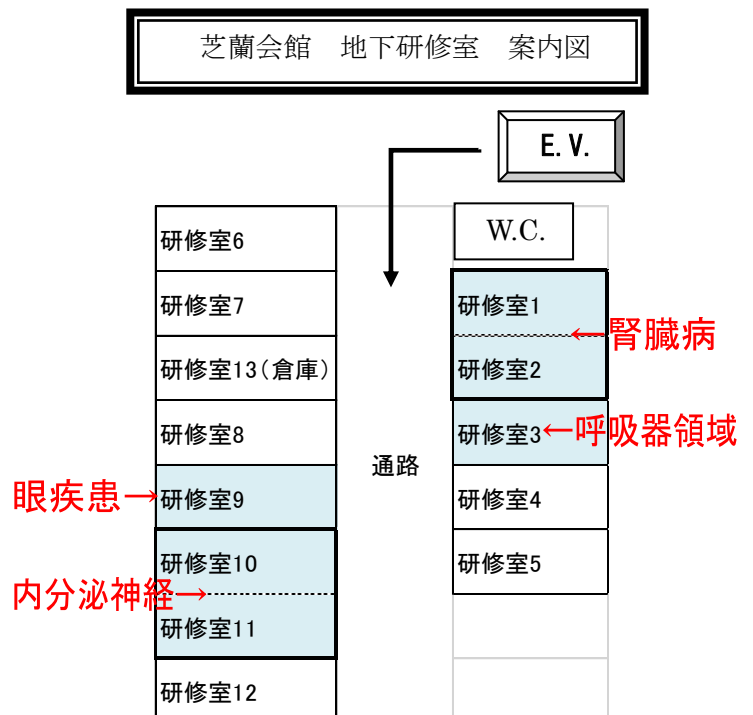 芝蘭会館　地下研修室　案内図
E.V.
W.C.
研修室6
研修室7
研修室13(倉庫)
研修室8
眼疾患→研修室9
研修室10
内分泌神経→
研修室11
研修室12
通路
研修室1
←腎臓病
研修室2
研修室3←呼吸器領域
研修室4
研修室5